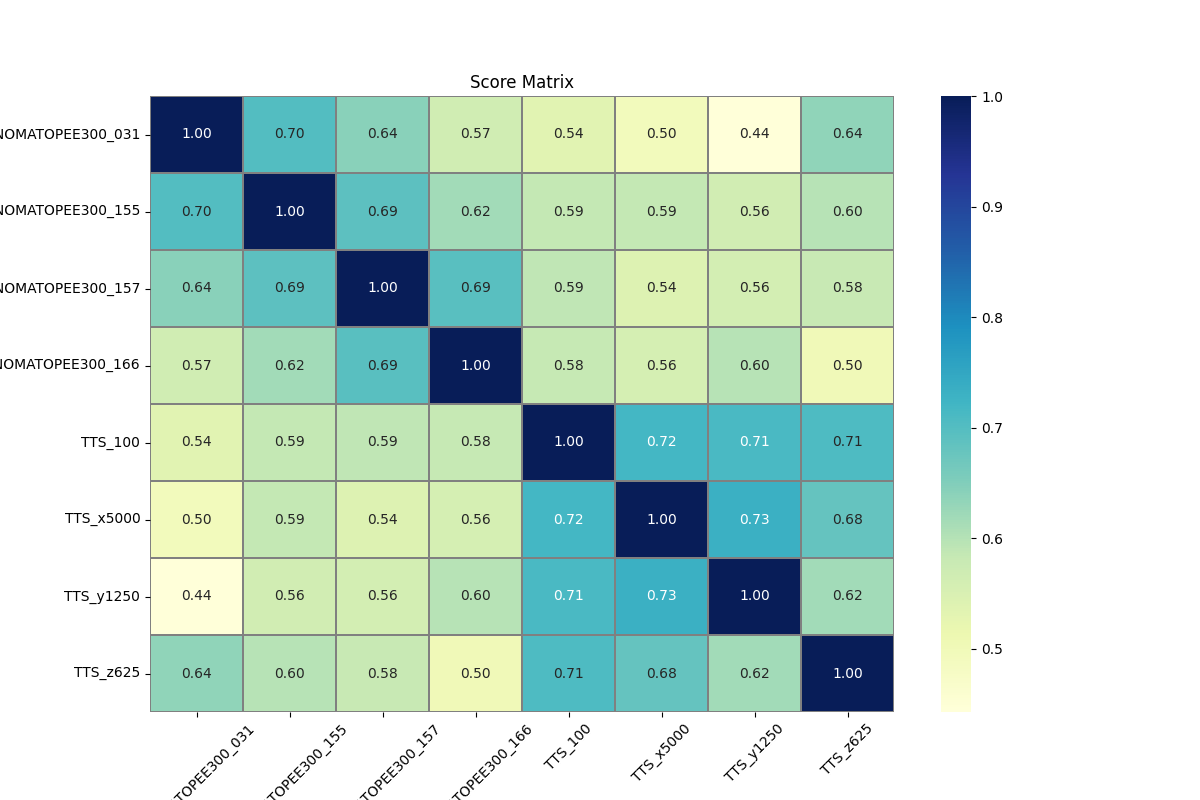 Score Matrix
NOMATOPEE300_031 1.00 0.70 0.64 0.57 0.54 0.50 0.44 0.64
NOMATOPEE300_155 0.70 1.00 0.69 0.62 0.59 0.59 0.56 0.60
NOMATOPEE300_157 0.64 0.69 1.00 0.69 0.59 0.54 0.56 0.58
NOMATOPEE300_166 0.57 0.62 0.69 1.00 0.58 0.56 0.60 0.50
TTS_100 0.54 0.59 0.59 0.58 1.00 0.72 0.71 0.71
TTS_x5000 0.50 0.59 0.54 0.56 0.72 1.00 0.73 0.68
TTS_y1250 0.44 0.56 0.56 0.60 0.71 0.73 1.00 0.62
TTS_z625 0.64 0.60 0.58 0.50 0.71 0.68 0.62 1.00
TOPEE300_031 TOPEE300_155 TOPEE300_157 TOPEE300_166 TTS_100 TTS_x5000 TTS_y1250 TTS_z625
1.0
0.9
0.8
0.7
0.6
0.5